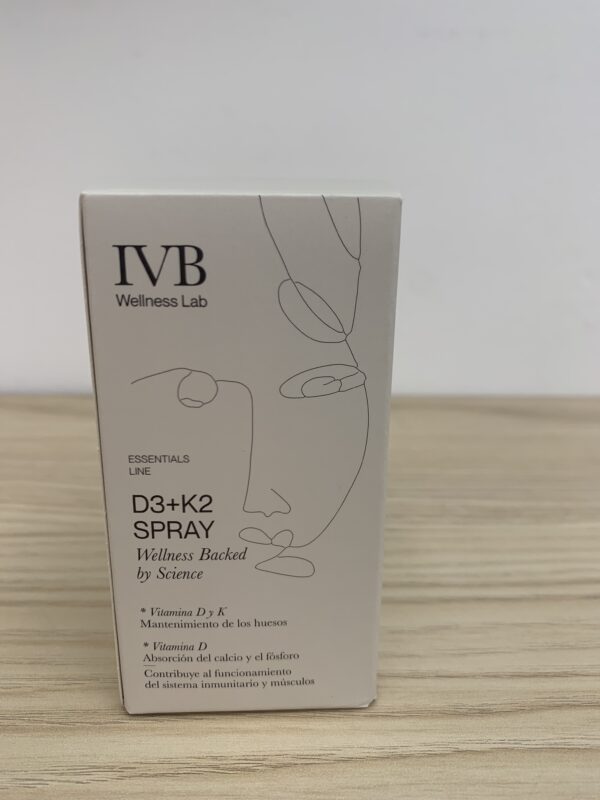 IVB
Wellness Lab
ESSENTIALS
LINE
D3+K2
SPRAY
Wellness Backed
by Science
* Vitamina D y K
Mantenimiento de los huesos
* Vitamina D
Absorción del calcio y el fósforo
Contribuye al funcionamiento
del sistema inmunitario y músculos